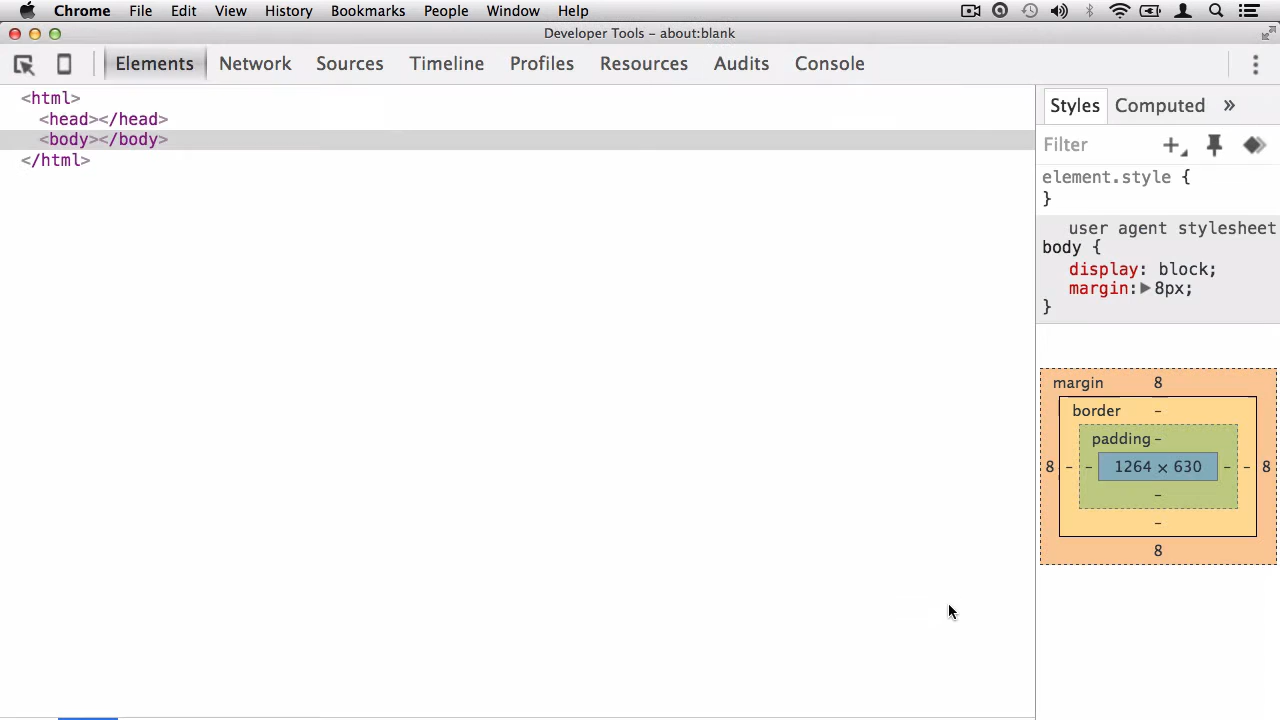 Chrome File Edit View History Bookmarks People Window Help
Developer Tools - about:blank
Elements Network Sources Timeline Profiles Resources Audits Console
<html>
<head></head>
<body></body>
</html>
Styles Computed »
Filter
element.style {
}
user agent stylesheet
body {
display: block;
margin:▶8px;
}
margin 8
border –
padding –
8 – – 1264 × 630 – – 8
–
–
8